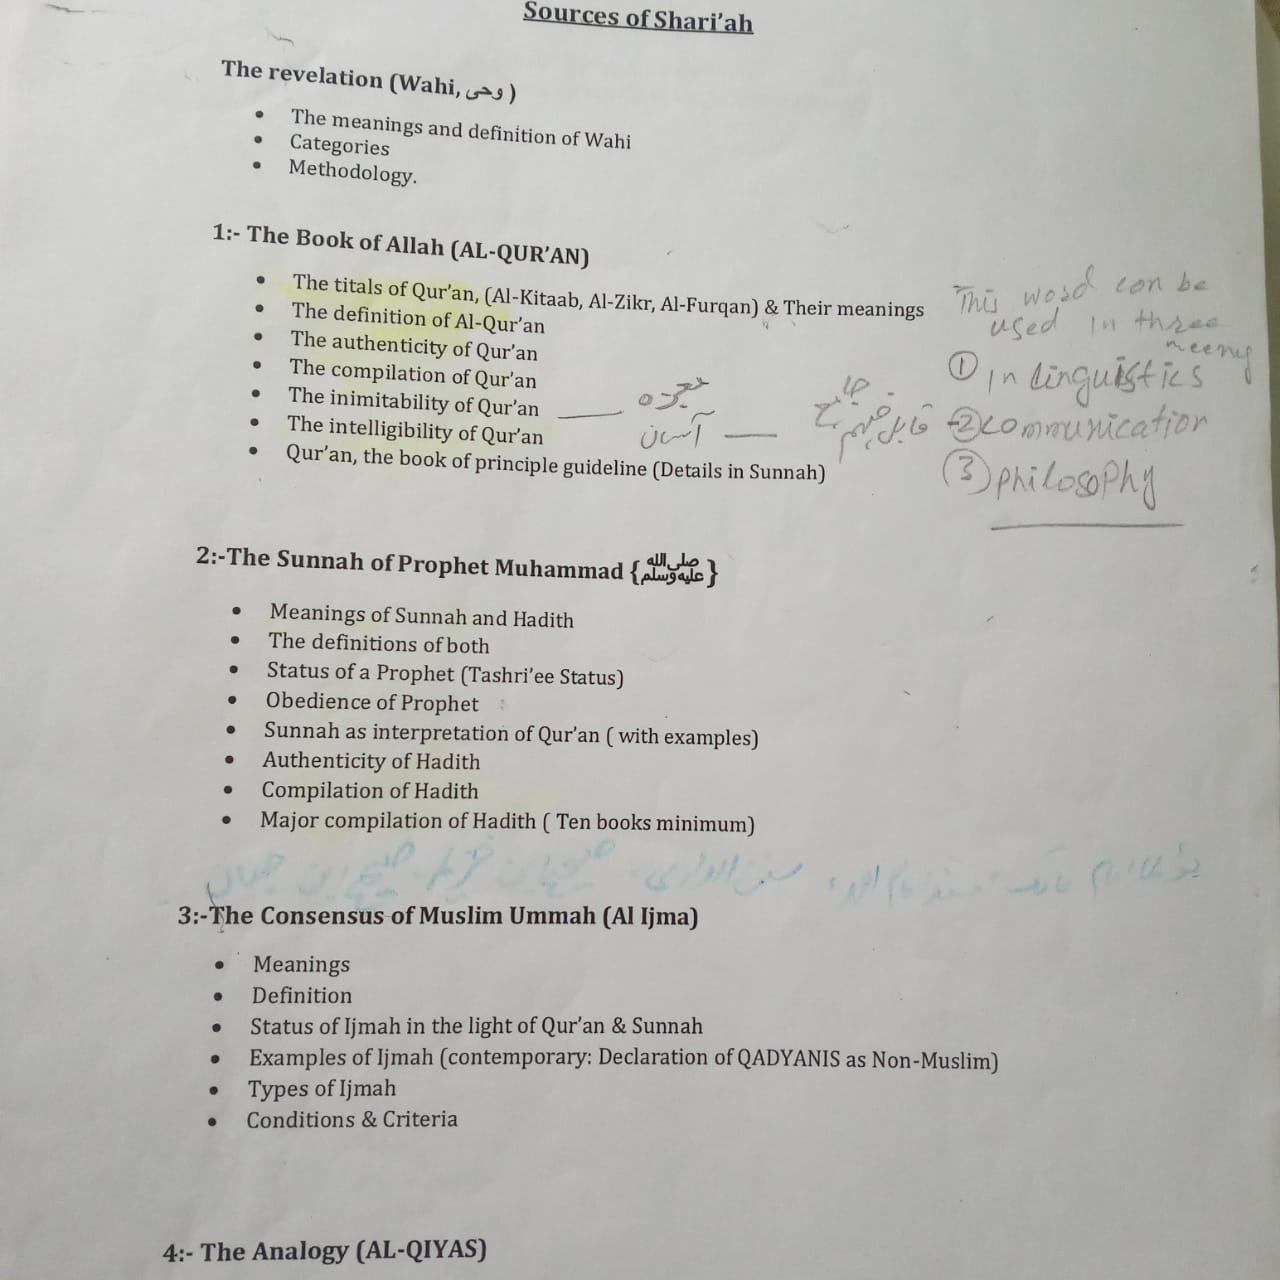 Sources of Shari'ah
The revelation (Wahi, وحی )
• The meanings and definition of Wahi
• Categories
• Methodology.
1:- The Book of Allah (AL-QUR'AN)
• The titals of Qur'an, (Al-Kitaab, Al-Zikr, Al-Furqan) & Their meanings
• The definition of Al-Qur'an
• The authenticity of Qur'an
• The compilation of Qur'an
• The inimitability of Qur'an
• The intelligibility of Qur'an
• Qur'an, the book of principle guideline (Details in Sunnah)
معجزہ
آسان
قابل فہم
This word can be
used in three
meeny
① in linguistics
② communication
③ philosophy
2:-The Sunnah of Prophet Muhammad {صلى الله عليه وسلم}
• Meanings of Sunnah and Hadith
• The definitions of both
• Status of a Prophet (Tashri'ee Status)
• Obedience of Prophet
• Sunnah as interpretation of Qur'an ( with examples)
• Authenticity of Hadith
• Compilation of Hadith
• Major compilation of Hadith ( Ten books minimum)
3:-The Consensus of Muslim Ummah (Al Ijma)
• Meanings
• Definition
• Status of Ijmah in the light of Qur'an & Sunnah
• Examples of Ijmah (contemporary: Declaration of QADYANIS as Non-Muslim)
• Types of Ijmah
• Conditions & Criteria
4:- The Analogy (AL-QIYAS)